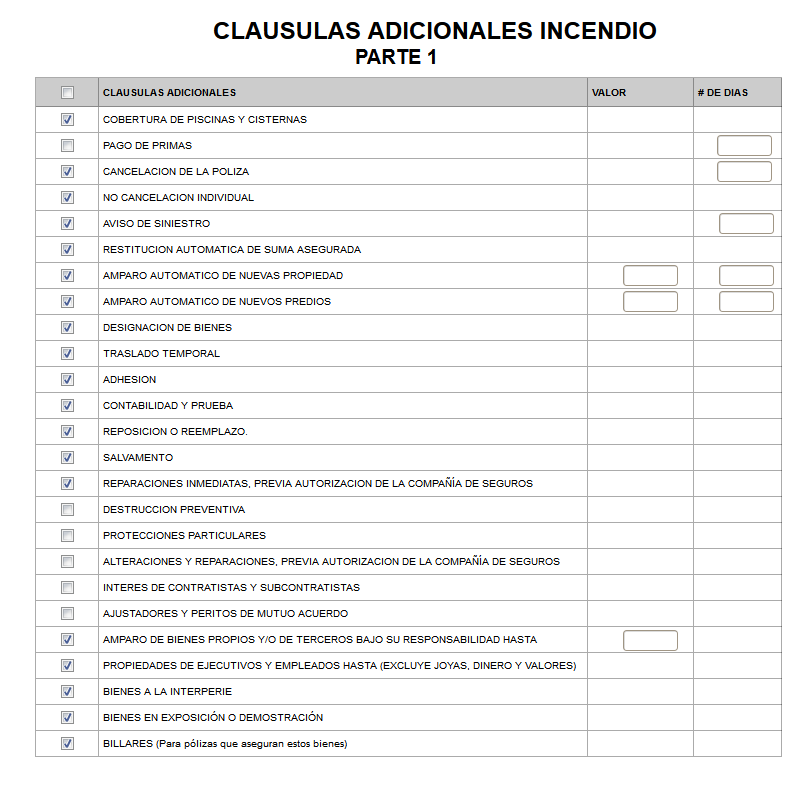 CLAUSULAS ADICIONALES INCENDIO
PARTE 1
CLAUSULAS ADICIONALES VALOR # DE DIAS
COBERTURA DE PISCINAS Y CISTERNAS
PAGO DE PRIMAS
CANCELACION DE LA POLIZA
NO CANCELACION INDIVIDUAL
AVISO DE SINIESTRO
RESTITUCION AUTOMATICA DE SUMA ASEGURADA
AMPARO AUTOMATICO DE NUEVAS PROPIEDAD
AMPARO AUTOMATICO DE NUEVOS PREDIOS
DESIGNACION DE BIENES
TRASLADO TEMPORAL
ADHESION
CONTABILIDAD Y PRUEBA
REPOSICION O REEMPLAZO.
SALVAMENTO
REPARACIONES INMEDIATAS, PREVIA AUTORIZACION DE LA COMPAÑÍA DE SEGUROS
DESTRUCCION PREVENTIVA
PROTECCIONES PARTICULARES
ALTERACIONES Y REPARACIONES, PREVIA AUTORIZACION DE LA COMPAÑÍA DE SEGUROS
INTERES DE CONTRATISTAS Y SUBCONTRATISTAS
AJUSTADORES Y PERITOS DE MUTUO ACUERDO
AMPARO DE BIENES PROPIOS Y/O DE TERCEROS BAJO SU RESPONSABILIDAD HASTA
PROPIEDADES DE EJECUTIVOS Y EMPLEADOS HASTA (EXCLUYE JOYAS, DINERO Y VALORES)
BIENES A LA INTERPERIE
BIENES EN EXPOSICIÓN O DEMOSTRACIÓN
BILLARES (Para pólizas que aseguran estos bienes)